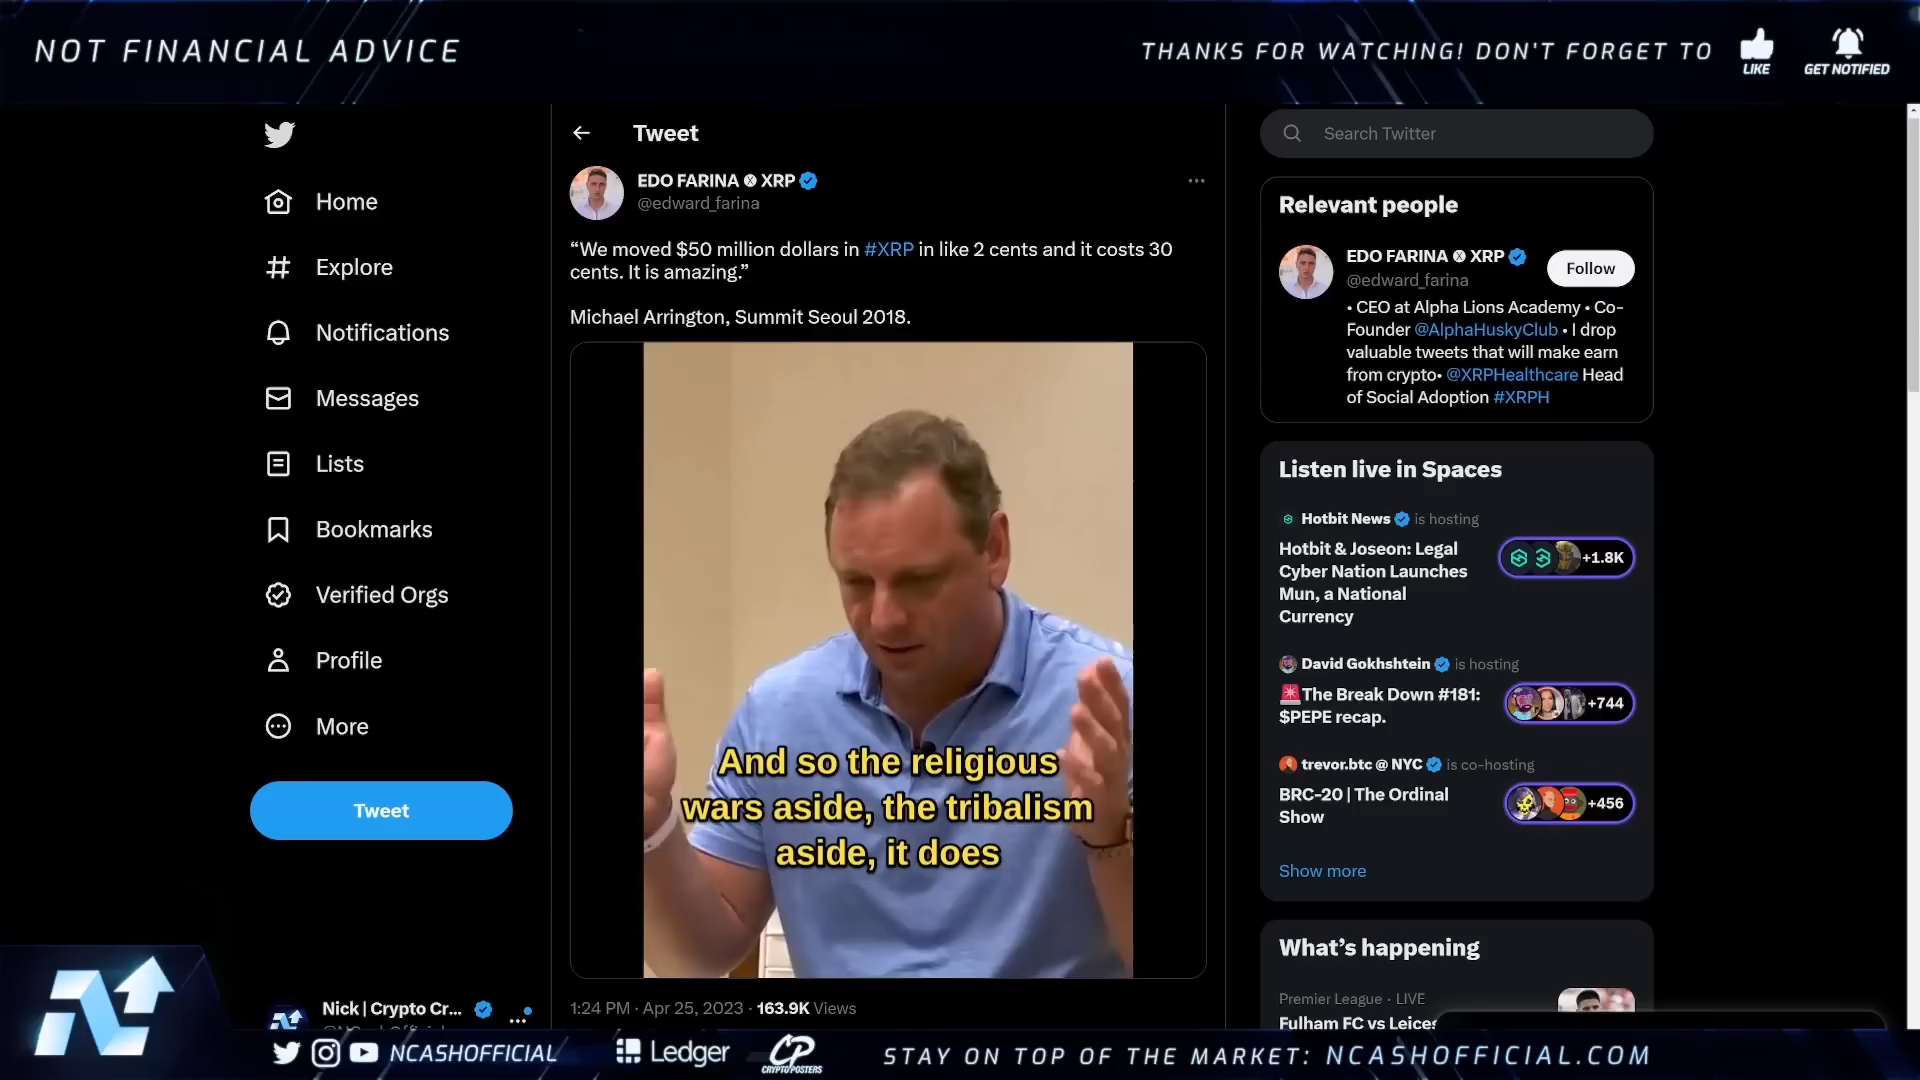 NOT FINANCIAL ADVICE
THANKS FOR WATCHING! DON'T FORGET TO
LIKE
GET NOTIFIED
Home
Explore
Notifications
Messages
Lists
Bookmarks
Verified Orgs
Profile
More
Tweet
Nick | Crypto Cr...
Tweet
EDO FARINA XRP
@edward_farina
“We moved $50 million dollars in #XRP in like 2 cents and it costs 30
cents. It is amazing.”
Michael Arrington, Summit Seoul 2018.
And so the religious
wars aside, the tribalism
aside, it does
1:24 PM · Apr 25, 2023 · 163.9K Views
Search Twitter
Relevant people
EDO FARINA XRP
@edward_farina
Follow
• CEO at Alpha Lions Academy • Co-
Founder @AlphaHuskyClub • I drop
valuable tweets that will make earn
from crypto• @XRPHealthcare Head
of Social Adoption #XRPH
Listen live in Spaces
Hotbit News is hosting
Hotbit & Joseon: Legal
Cyber Nation Launches
Mun, a National
Currency
+1.8K
David Gokhshtein is hosting
🚨The Break Down #181:
$PEPE recap.
+744
trevor.btc @ NYC is co-hosting
BRC-20 | The Ordinal
Show
+456
Show more
What’s happening
Premier League · LIVE
Fulham FC vs Leices
NCASHOFFICIAL
Ledger
CP
CRYPTOPOSTERS
STAY ON TOP OF THE MARKET: NCASHOFFICIAL.COM